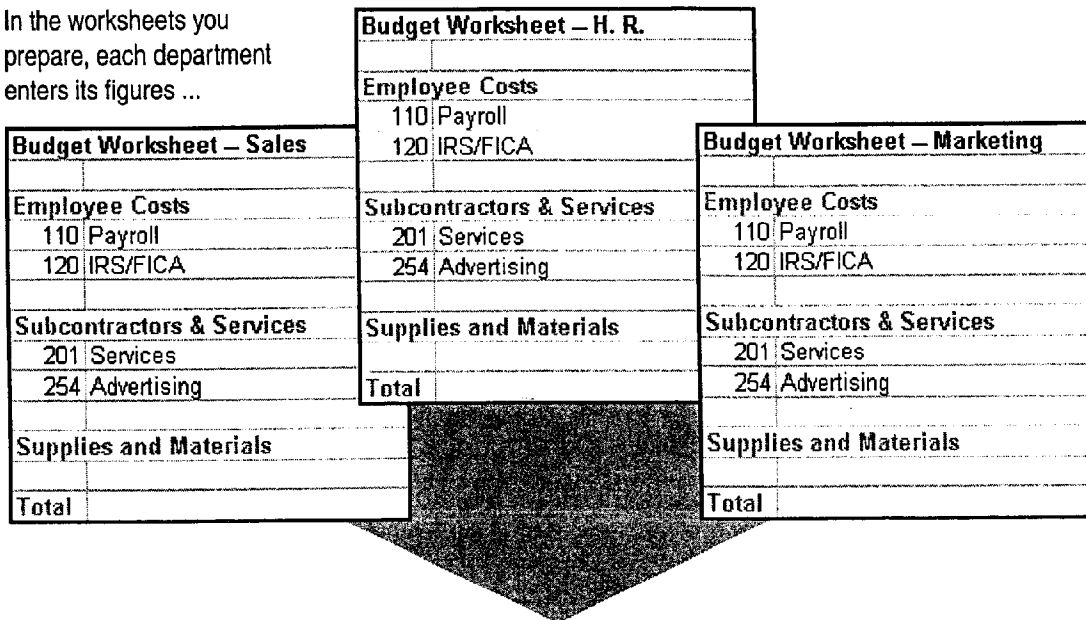 In the worksheets you
prepare, each department
enters its figures ...
Budget Worksheet – H. R.
Employee Costs
110 Payroll
120 IRS/FICA
Subcontractors & Services
201 Services
254 Advertising
Supplies and Materials
Total
Budget Worksheet – Sales
Employee Costs
110 Payroll
120 IRS/FICA
Subcontractors & Services
201 Services
254 Advertising
Supplies and Materials
Total
Budget Worksheet – Marketing
Employee Costs
110 Payroll
120 IRS/FICA
Subcontractors & Services
201 Services
254 Advertising
Supplies and Materials
Total